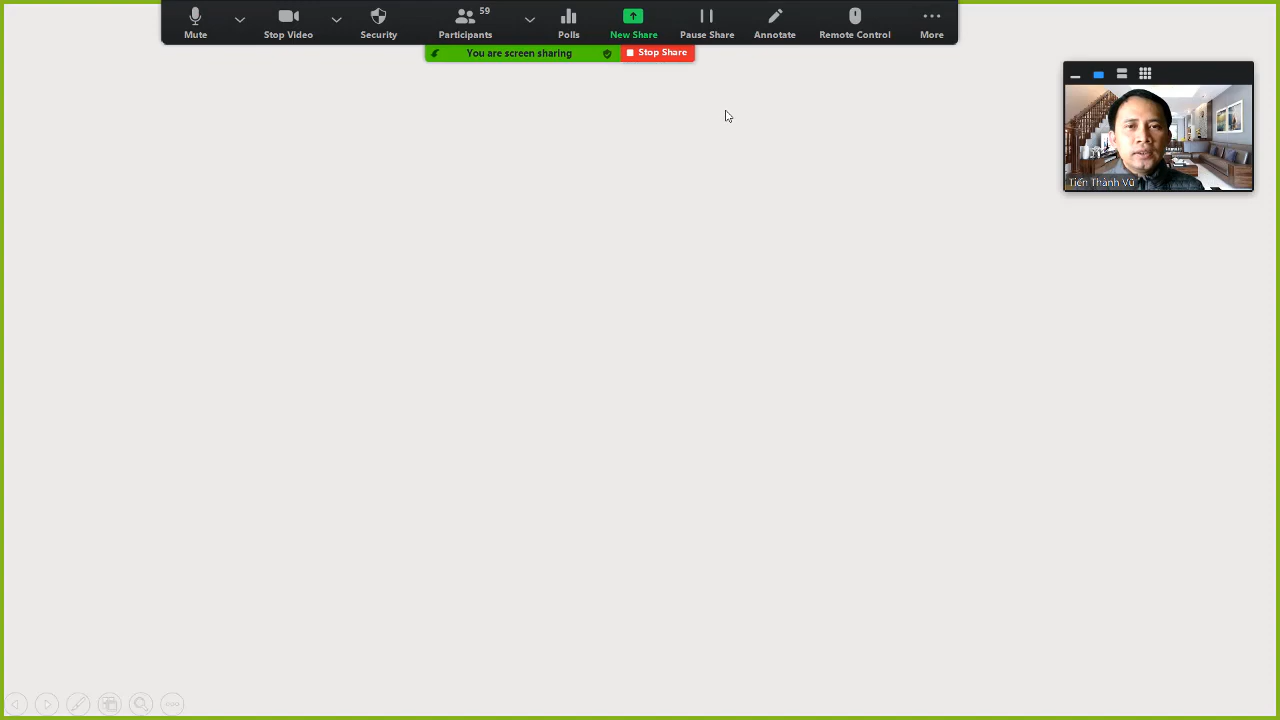 59
Mute
Stop Video
Security
Participants
Polls
New Share
Pause Share
Annotate
Remote Control
More
You are screen sharing
Stop Share
Tiến Thành Vũ